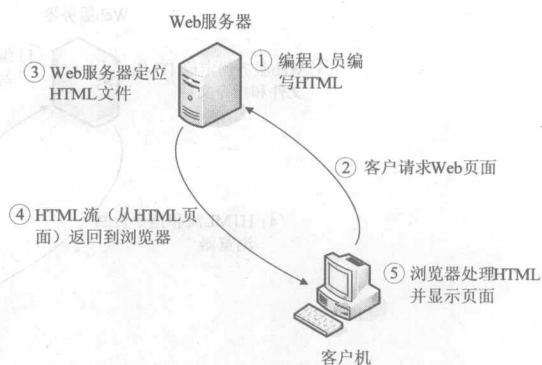 Web服务器
①编程人员编
写HTML
③Web服务器定位
HTML文件
②客户请求Web页面
④HTML流（从HTML页
面）返回到浏览器
⑤浏览器处理HTML
并显示页面
客户机